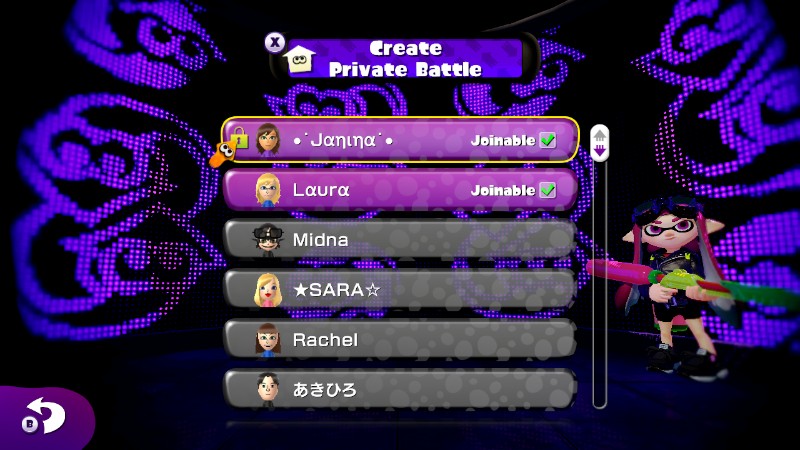 X
Create
Private Battle
•´Jαηιηα`• Joinable
Lαurα Joinable
Midna
★SARA☆
Rachel
あきひろ
B